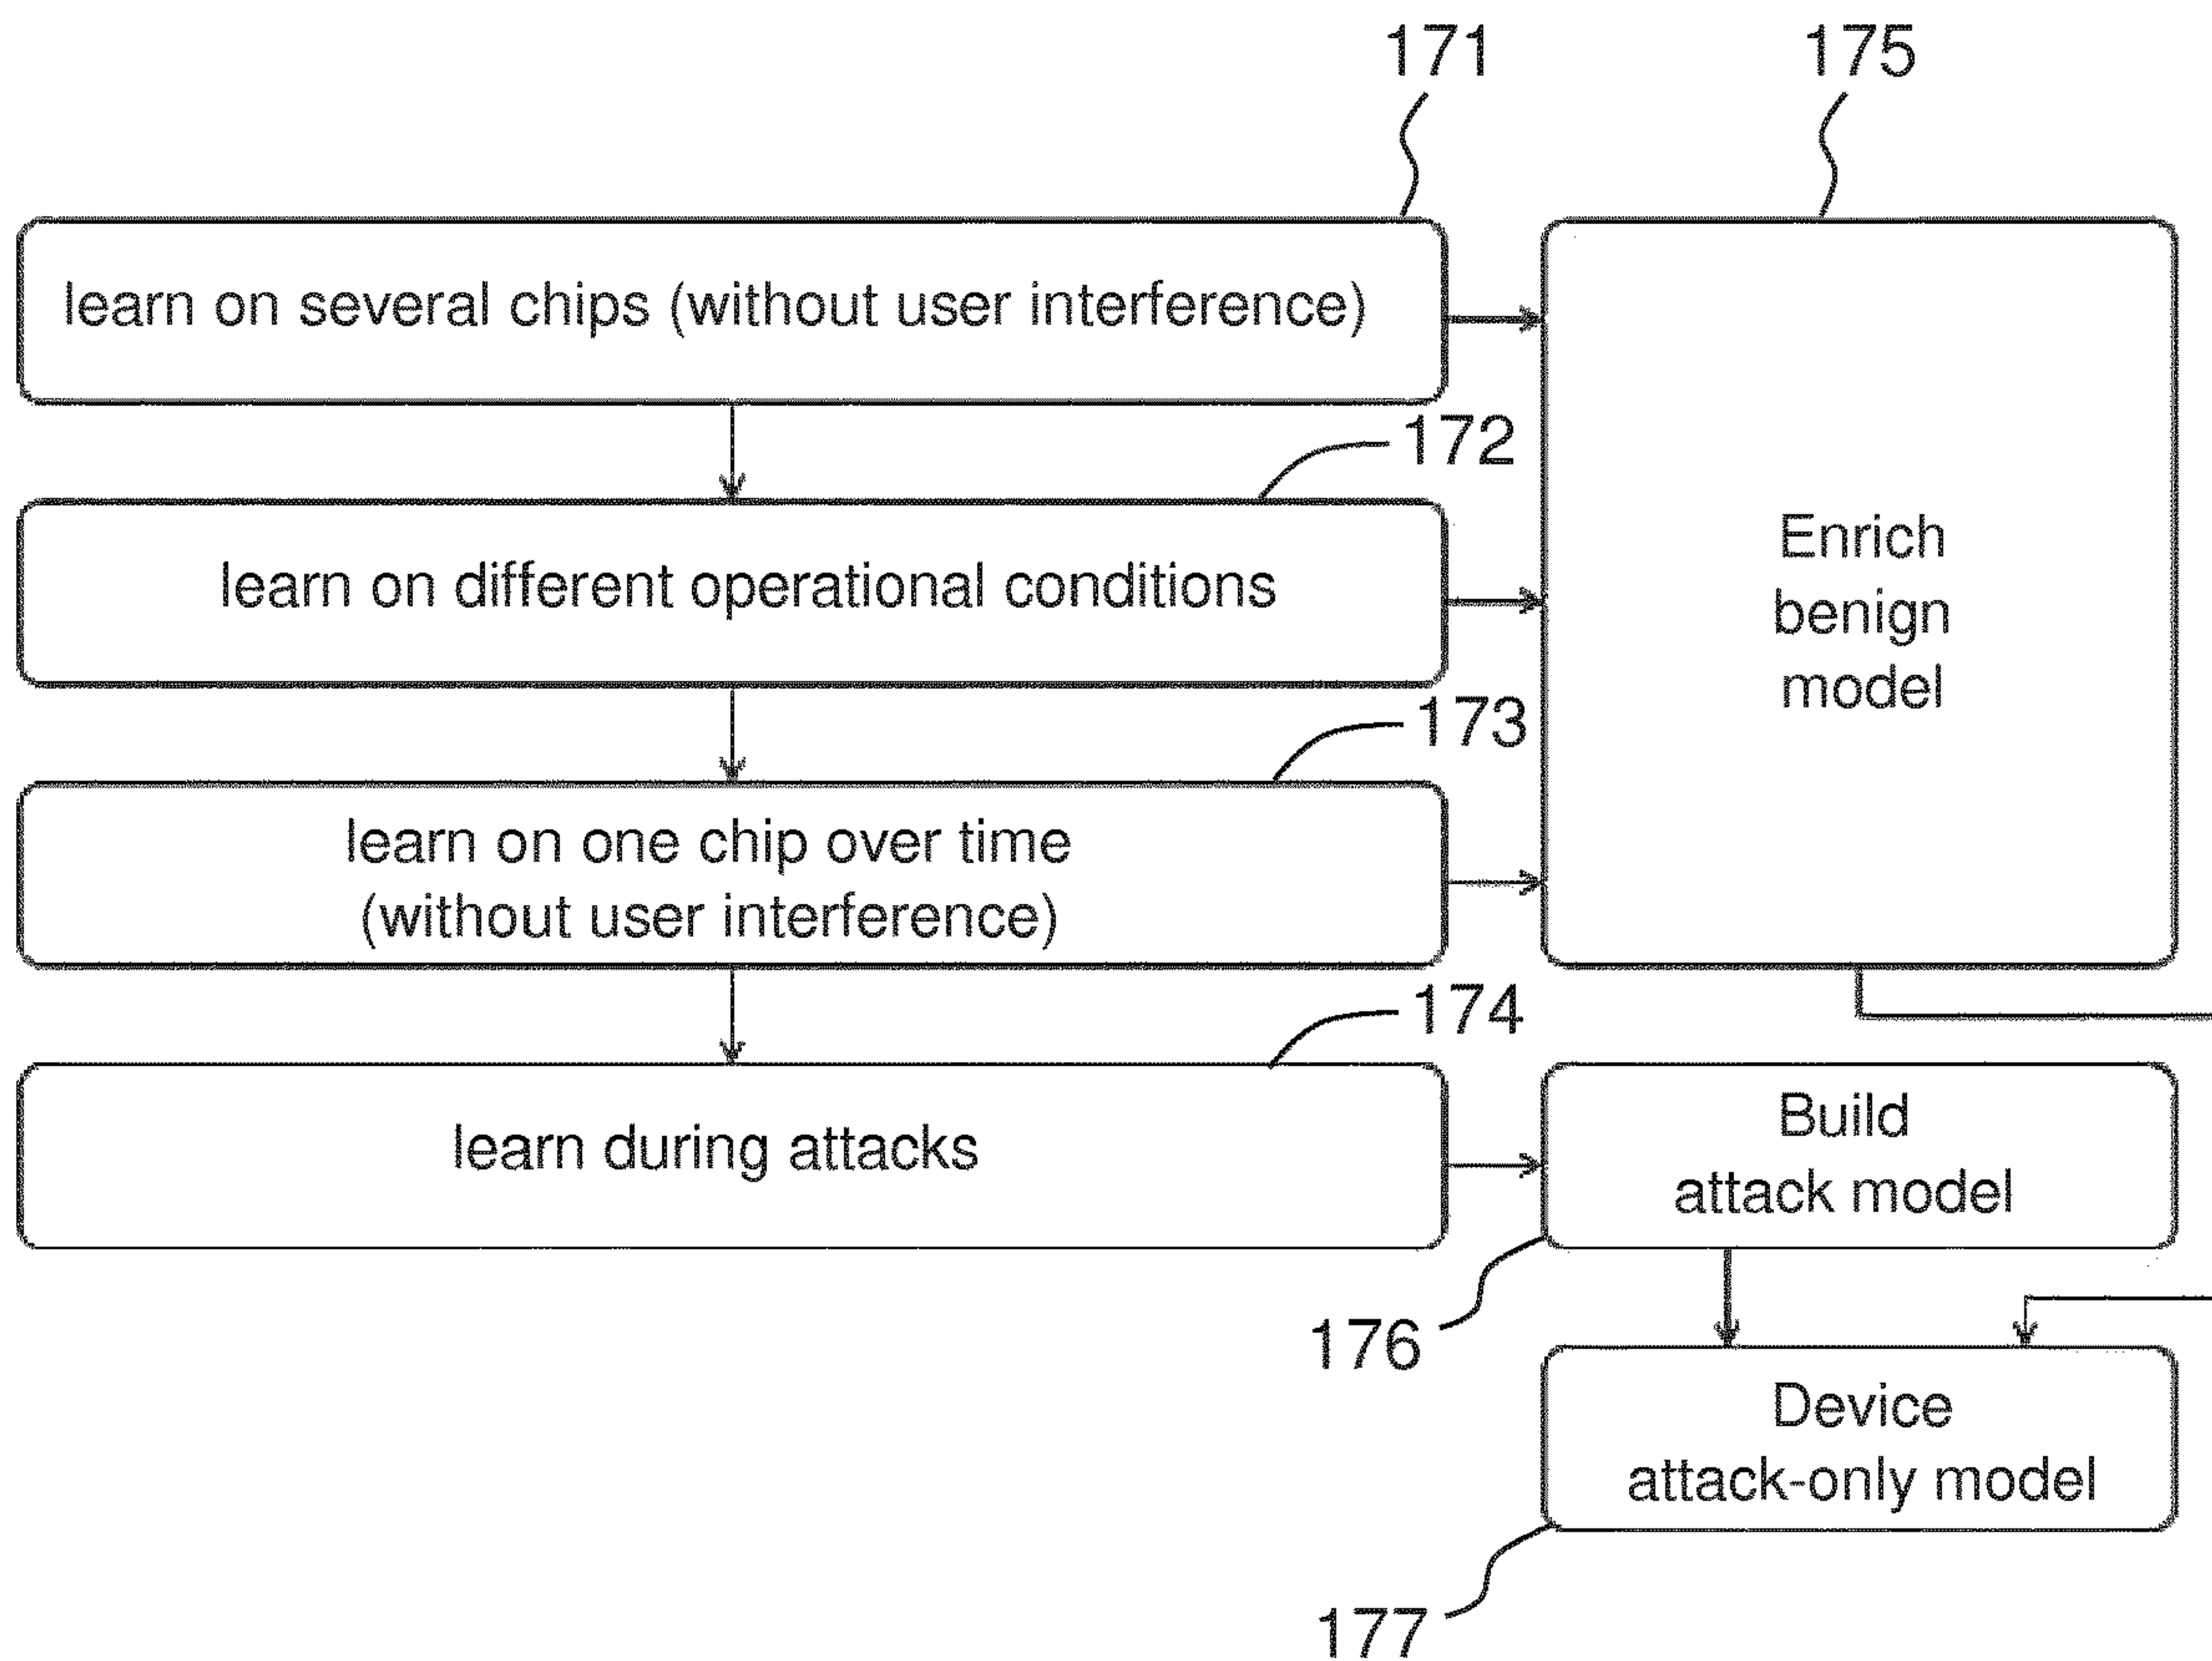 171
175
learn on several chips (without user interference)
172
learn on different operational conditions
Enrich
benign
model
173
learn on one chip over time
(without user interference)
174
learn during attacks
Build
attack model
176
Device
attack-only model
177